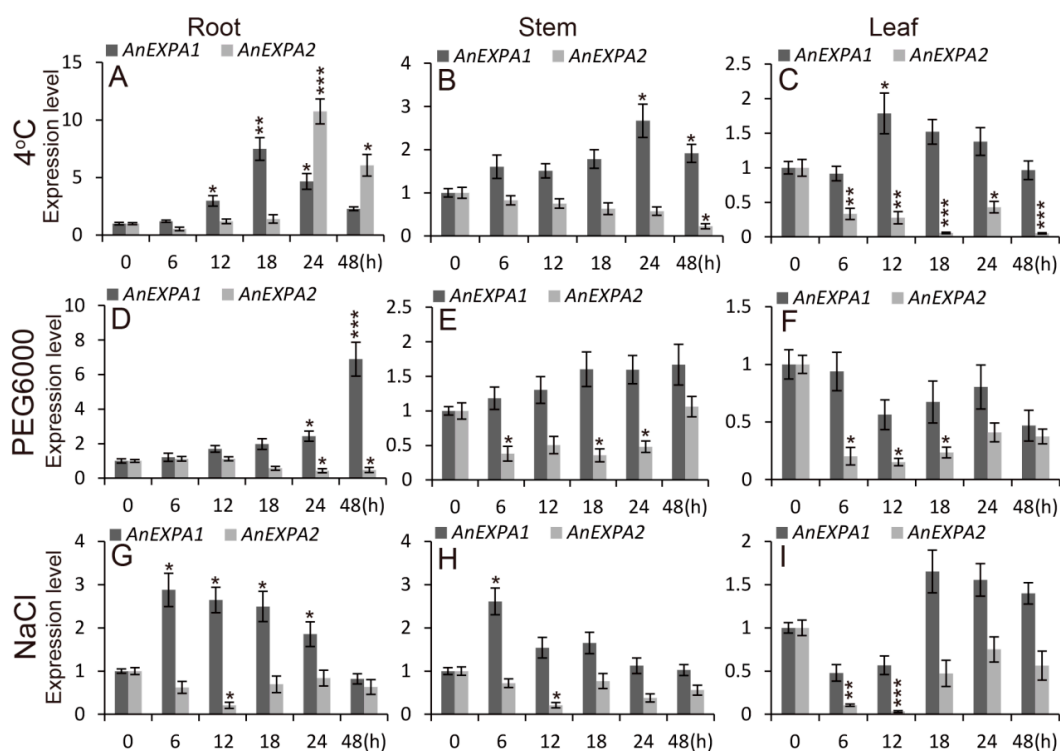 Root Stem Leaf
4°C
Expression level
A
AnEXPA1 AnEXPA2
15
10
5
0
* ** * *** *
0 6 12 18 24 48(h)
B
AnEXPA1 AnEXPA2
4
3
2
1
0
* * *
0 6 12 18 24 48(h)
C
AnEXPA1 AnEXPA2
2.5
2
1.5
1
0.5
0
** * ** *** * ***
0 6 12 18 24 48(h)
PEG6000
Expression level
D
AnEXPA1 AnEXPA2
10
8
6
4
2
0
* * *** *
0 6 12 18 24 48(h)
E
AnEXPA1 AnEXPA2
2.5
2
1.5
1
0.5
0
* * *
0 6 12 18 24 48(h)
F
AnEXPA1 AnEXPA2
1.5
1
0.5
0
* * *
0 6 12 18 24 48(h)
NaCl
Expression level
G
AnEXPA1 AnEXPA2
4
3
2
1
0
* * * * *
0 6 12 18 24 48(h)
H
AnEXPA1 AnEXPA2
4
3
2
1
0
* *
0 6 12 18 24 48(h)
I
AnEXPA1 AnEXPA2
2
1.5
1
0.5
0
** ***
0 6 12 18 24 48(h)